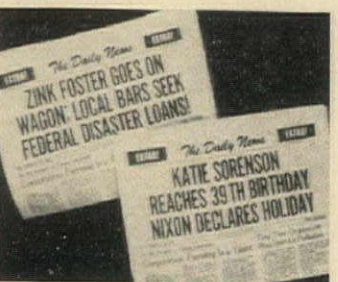 EXTRA!
The Daily News
EXTRA!
ZINK FOSTER GOES ON
WAGON; LOCAL BARS SEEK
FEDERAL DISASTER LOANS!
EXTRA!
The Daily News
EXTRA!
KATIE SORENSON
REACHES 39TH BIRTHDAY
NIXON DECLARES HOLIDAY